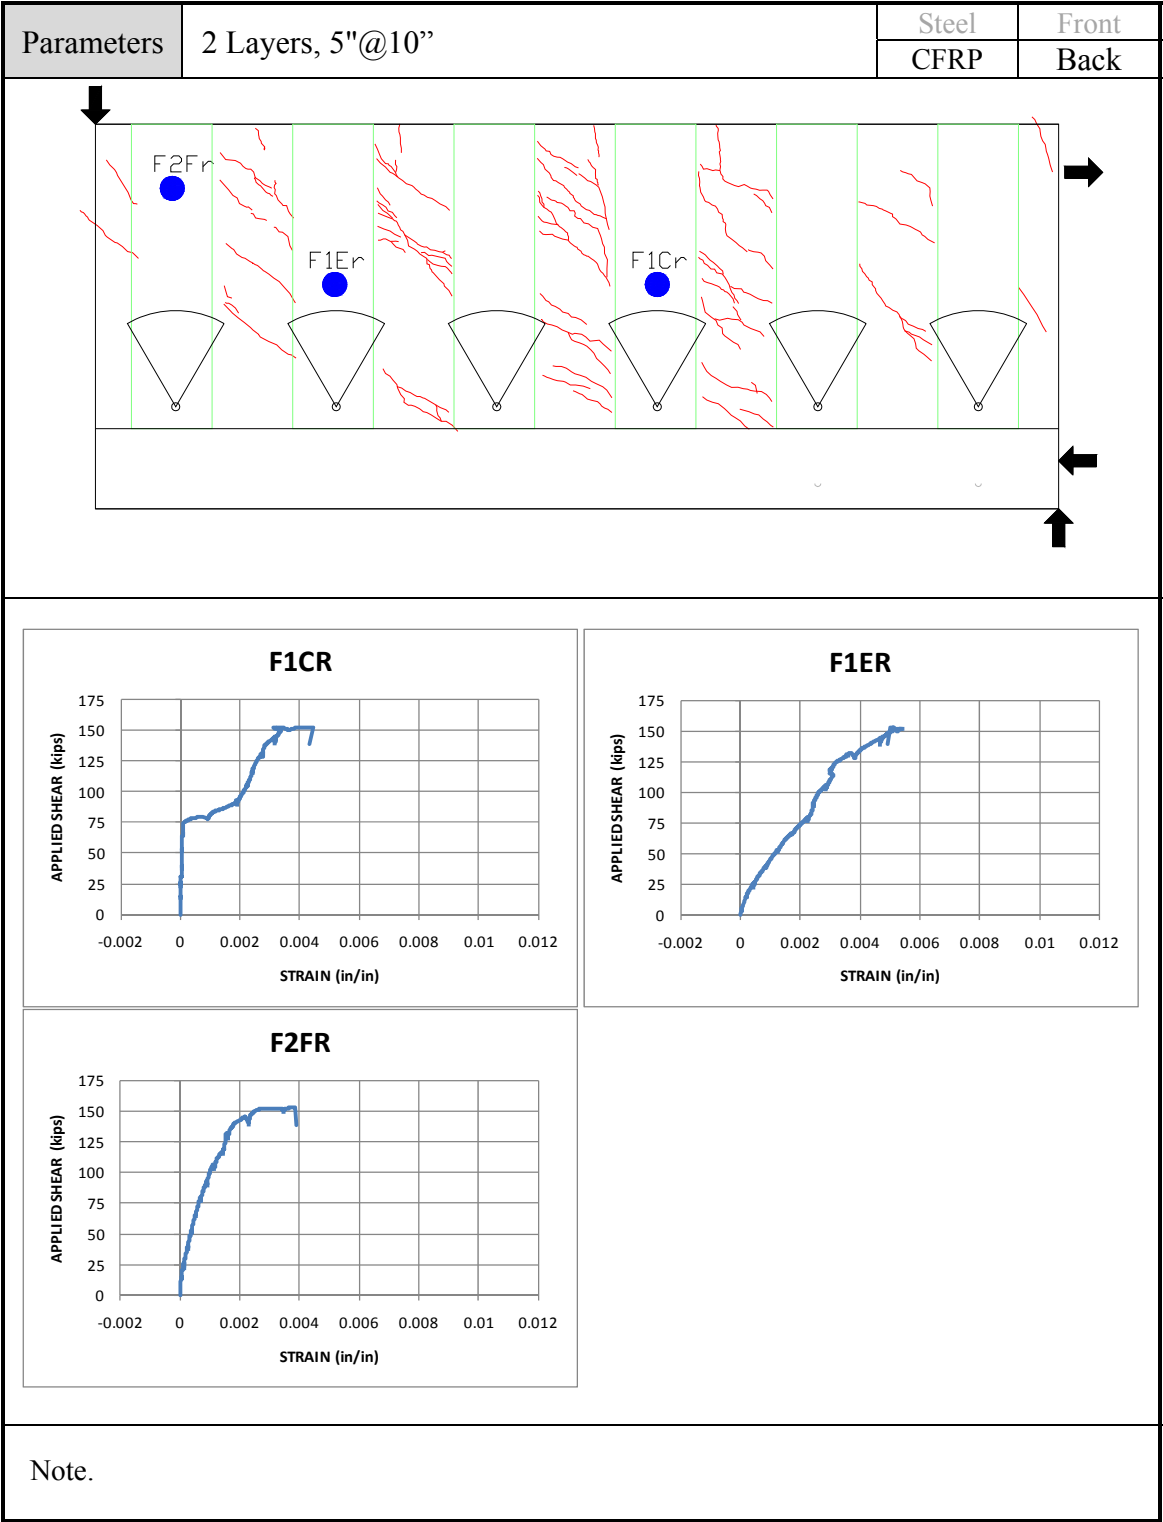 Parameters
2 Layers, 5"@10”
Steel
Front
CFRP
Back
F2Fr
F1Er
F1Cr
F1CR
APPLIED SHEAR (kips)
175
150
125
100
75
50
25
0
-0.002 0 0.002 0.004 0.006 0.008 0.01 0.012
STRAIN (in/in)
F1ER
APPLIED SHEAR (kips)
175
150
125
100
75
50
25
0
-0.002 0 0.002 0.004 0.006 0.008 0.01 0.012
STRAIN (in/in)
F2FR
APPLIED SHEAR (kips)
175
150
125
100
75
50
25
0
-0.002 0 0.002 0.004 0.006 0.008 0.01 0.012
STRAIN (in/in)
Note.